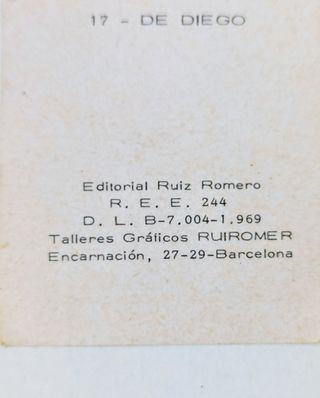 17 - DE DIEGO
Editorial Ruiz Romero
R. E. E. 244
D. L. B-7.004-1.969
Talleres Gráficos RUIROMER
Encarnación, 27-29-Barcelona